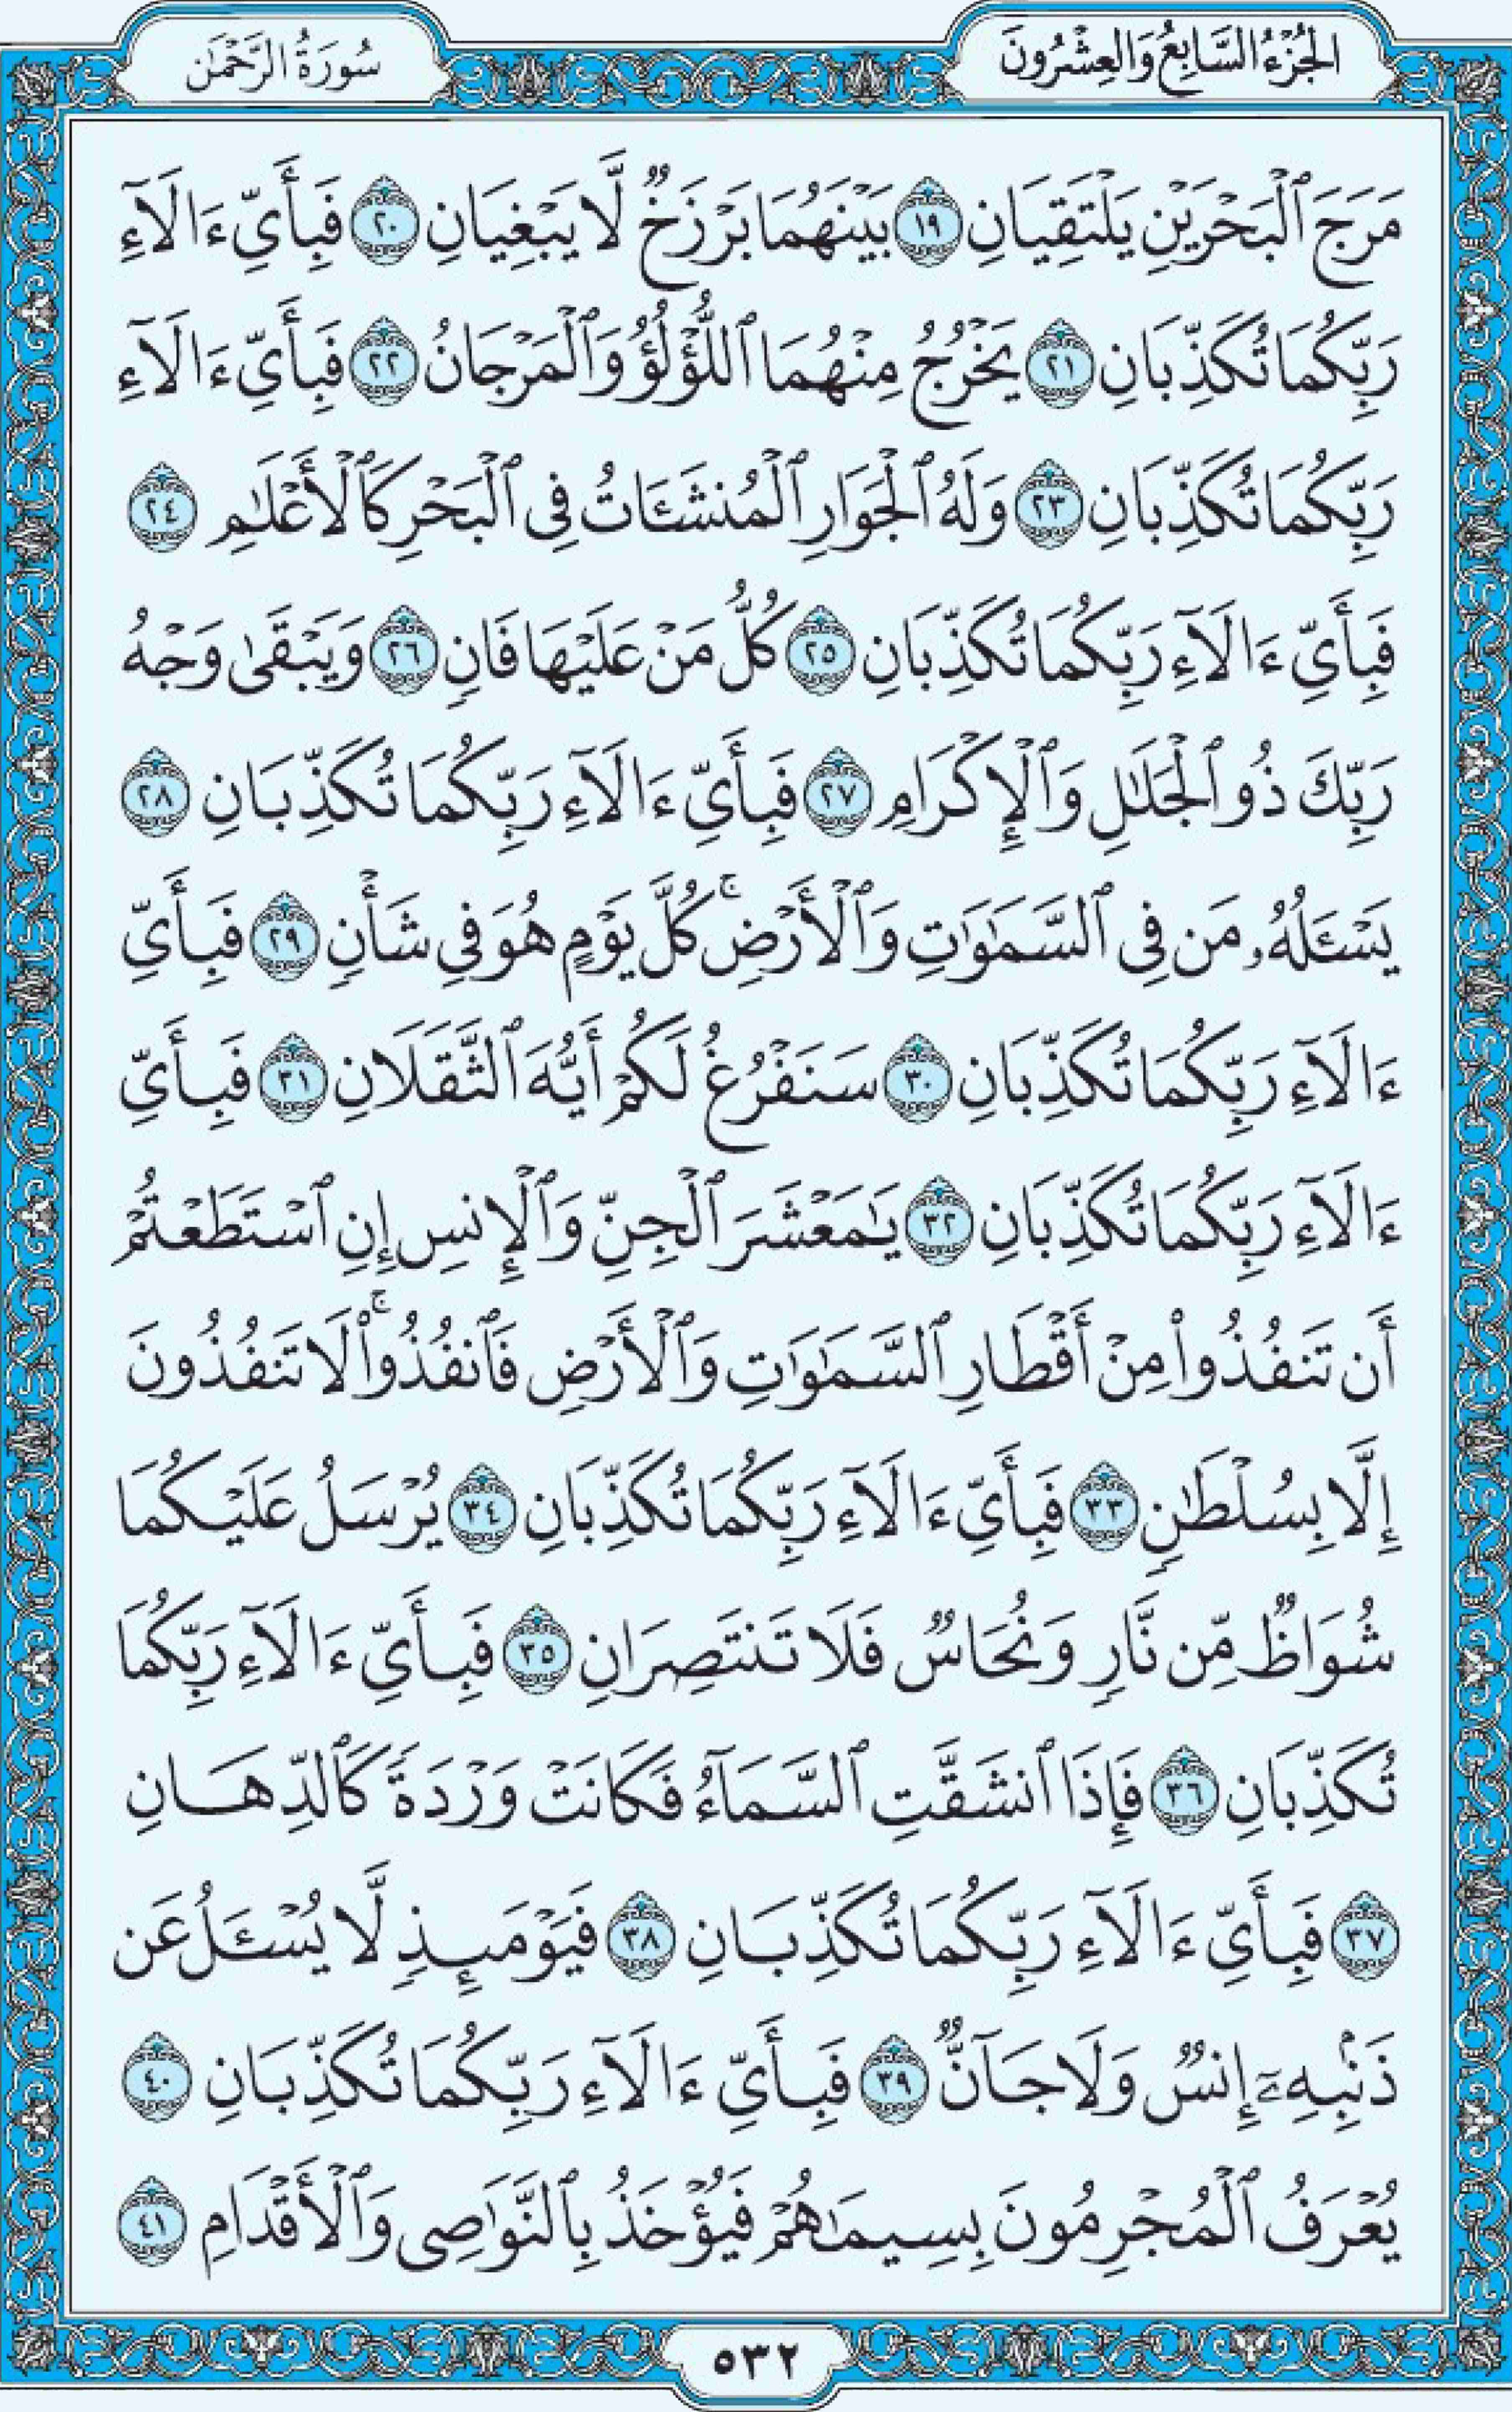 الجُزْءُ السَّابِعُ وَالعِشْرُونَ
سُورَةُ الرَّحْمَٰن
مَرَجَ ٱلْبَحْرَيْنِ يَلْتَقِيَانِ ١٩ بَيْنَهُمَا بَرْزَخٌ لَّا يَبْغِيَانِ ٢٠ فَبِأَيِّ ءَالَآءِ
رَبِّكُمَا تُكَذِّبَانِ ٢١ يَخْرُجُ مِنْهُمَا ٱللُّؤْلُؤُ وَٱلْمَرْجَانُ ٢٢ فَبِأَيِّ ءَالَآءِ
رَبِّكُمَا تُكَذِّبَانِ ٢٣ وَلَهُ ٱلْجَوَارِ ٱلْمُنشَـَٔاتُ فِى ٱلْبَحْرِ كَٱلْأَعْلَٰمِ ٢٤
فَبِأَيِّ ءَالَآءِ رَبِّكُمَا تُكَذِّبَانِ ٢٥ كُلُّ مَنْ عَلَيْهَا فَانٍ ٢٦ وَيَبْقَىٰ وَجْهُ
رَبِّكَ ذُو ٱلْجَلَٰلِ وَٱلْإِكْرَامِ ٢٧ فَبِأَيِّ ءَالَآءِ رَبِّكُمَا تُكَذِّبَانِ ٢٨
يَسْـَٔلُهُۥ مَن فِى ٱلسَّمَٰوَٰتِ وَٱلْأَرْضِ ۚ كُلَّ يَوْمٍ هُوَ فِى شَأْنٍ ٢٩ فَبِأَيِّ
ءَالَآءِ رَبِّكُمَا تُكَذِّبَانِ ٣٠ سَنَفْرُغُ لَكُمْ أَيُّهَ ٱلثَّقَلَانِ ٣١ فَبِأَيِّ
ءَالَآءِ رَبِّكُمَا تُكَذِّبَانِ ٣٢ يَٰمَعْشَرَ ٱلْجِنِّ وَٱلْإِنسِ إِنِ ٱسْتَطَعْتُمْ
أَن تَنفُذُوا۟ مِنْ أَقْطَارِ ٱلسَّمَٰوَٰتِ وَٱلْأَرْضِ فَٱنفُذُوا۟ ۚ لَا تَنفُذُونَ
إِلَّا بِسُلْطَٰنٍ ٣٣ فَبِأَيِّ ءَالَآءِ رَبِّكُمَا تُكَذِّبَانِ ٣٤ يُرْسَلُ عَلَيْكُمَا
شُوَاظٌ مِّن نَّارٍ وَنُحَاسٌ فَلَا تَنتَصِرَانِ ٣٥ فَبِأَيِّ ءَالَآءِ رَبِّكُمَا
تُكَذِّبَانِ ٣٦ فَإِذَا ٱنشَقَّتِ ٱلسَّمَآءُ فَكَانَتْ وَرْدَةً كَٱلدِّهَانِ
٣٧ فَبِأَيِّ ءَالَآءِ رَبِّكُمَا تُكَذِّبَانِ ٣٨ فَيَوْمَئِذٍ لَّا يُسْـَٔلُ عَن
ذَنۢبِهِۦٓ إِنسٌ وَلَا جَآنٌّ ٣٩ فَبِأَيِّ ءَالَآءِ رَبِّكُمَا تُكَذِّبَانِ ٤٠
يُعْرَفُ ٱلْمُجْرِمُونَ بِسِيمَٰهُمْ فَيُؤْخَذُ بِٱلنَّوَٰصِى وَٱلْأَقْدَامِ ٤١
٥٣٢